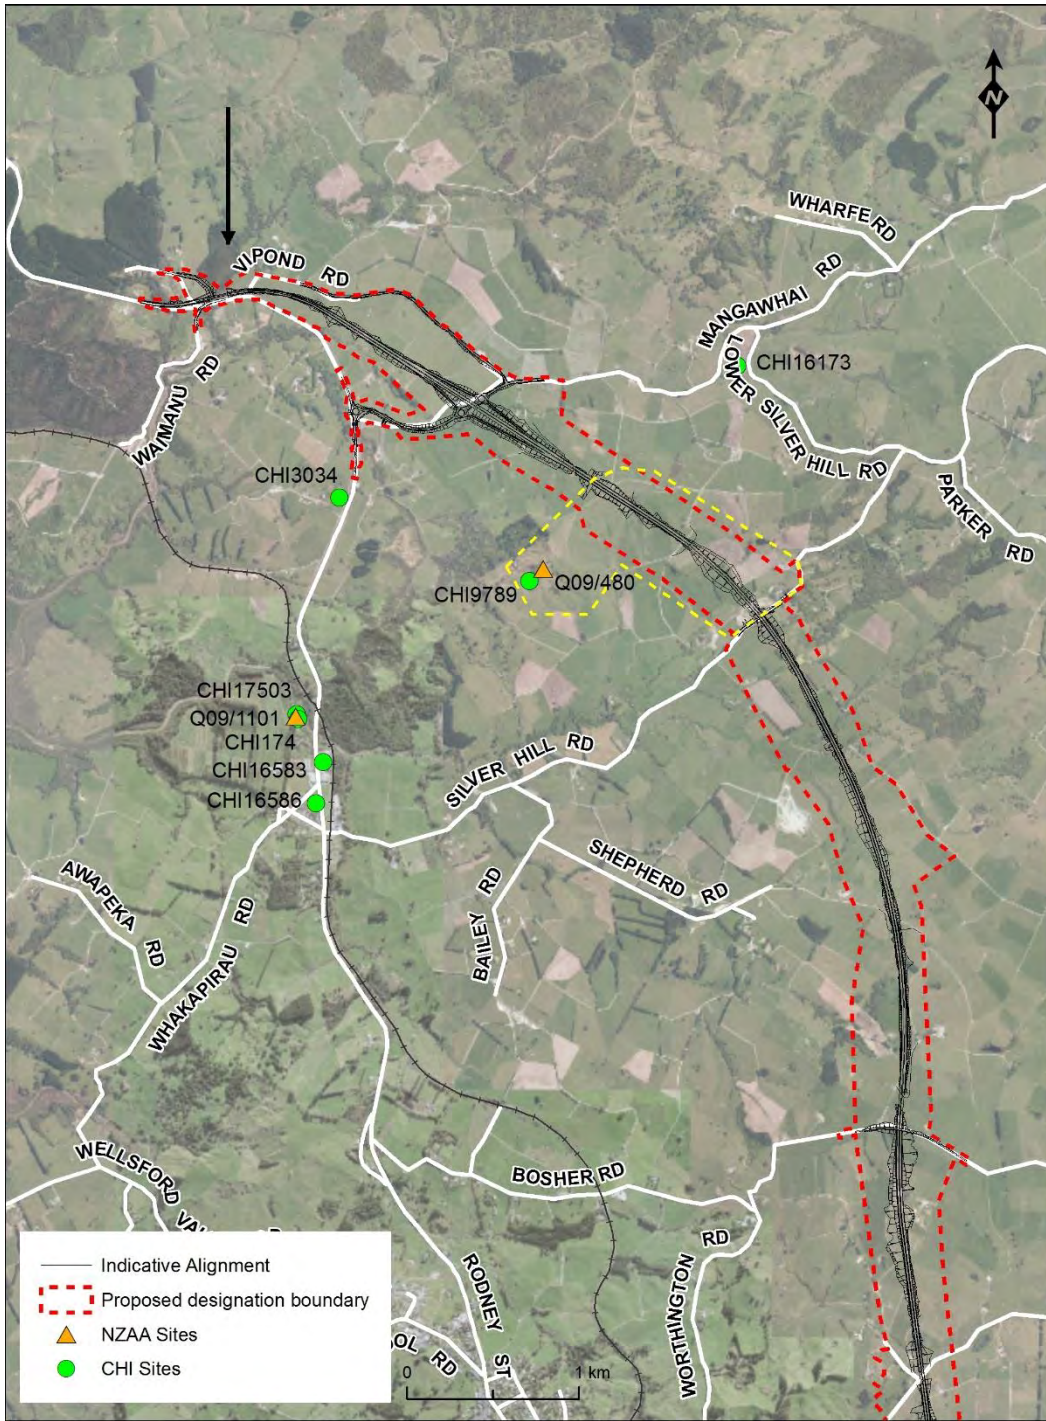 N
WHARFE RD
VIPOND RD
MANGAWHAI RD
CHI16173
LOWER SILVER HILL RD
WAIMANU RD
CHI3034
PARKER RD
CHI9789
Q09/480
CHI17503
Q09/1101
CHI174
CHI16583
SILVER HILL RD
CHI16586
SHEPHERD RD
AWAPEKA RD
BAILEY RD
WHAKAPIRAU RD
WELLSFORD
BOSHER RD
WORTHINGTON RD
RODNEY ST
OL RD
Indicative Alignment
Proposed designation boundary
NZAA Sites
CHI Sites
0 1 km